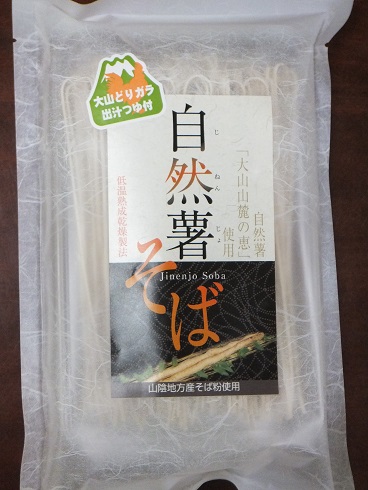 大山どりガラ
出汁つゆ付
自然薯
じ ねん じょ
そば
Jinenjo Soba
自然薯
「大山山麓の恵」
使用
低温熟成乾燥製法
山陰地方産そば粉使用